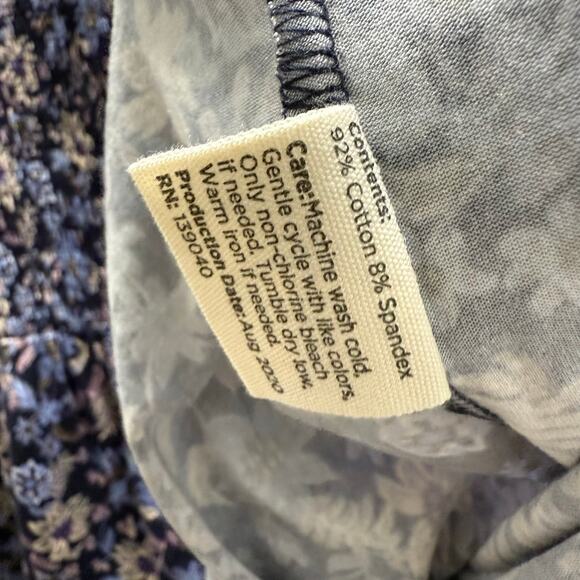 Contents:
92% Cotton 8% Spandex
Care:Machine wash cold.
Gentle cycle with like colors.
Only non-chlorine bleach
if needed. Tumble dry low.
Warm iron if needed.
Production Date:Aug 2020
RN: 139040